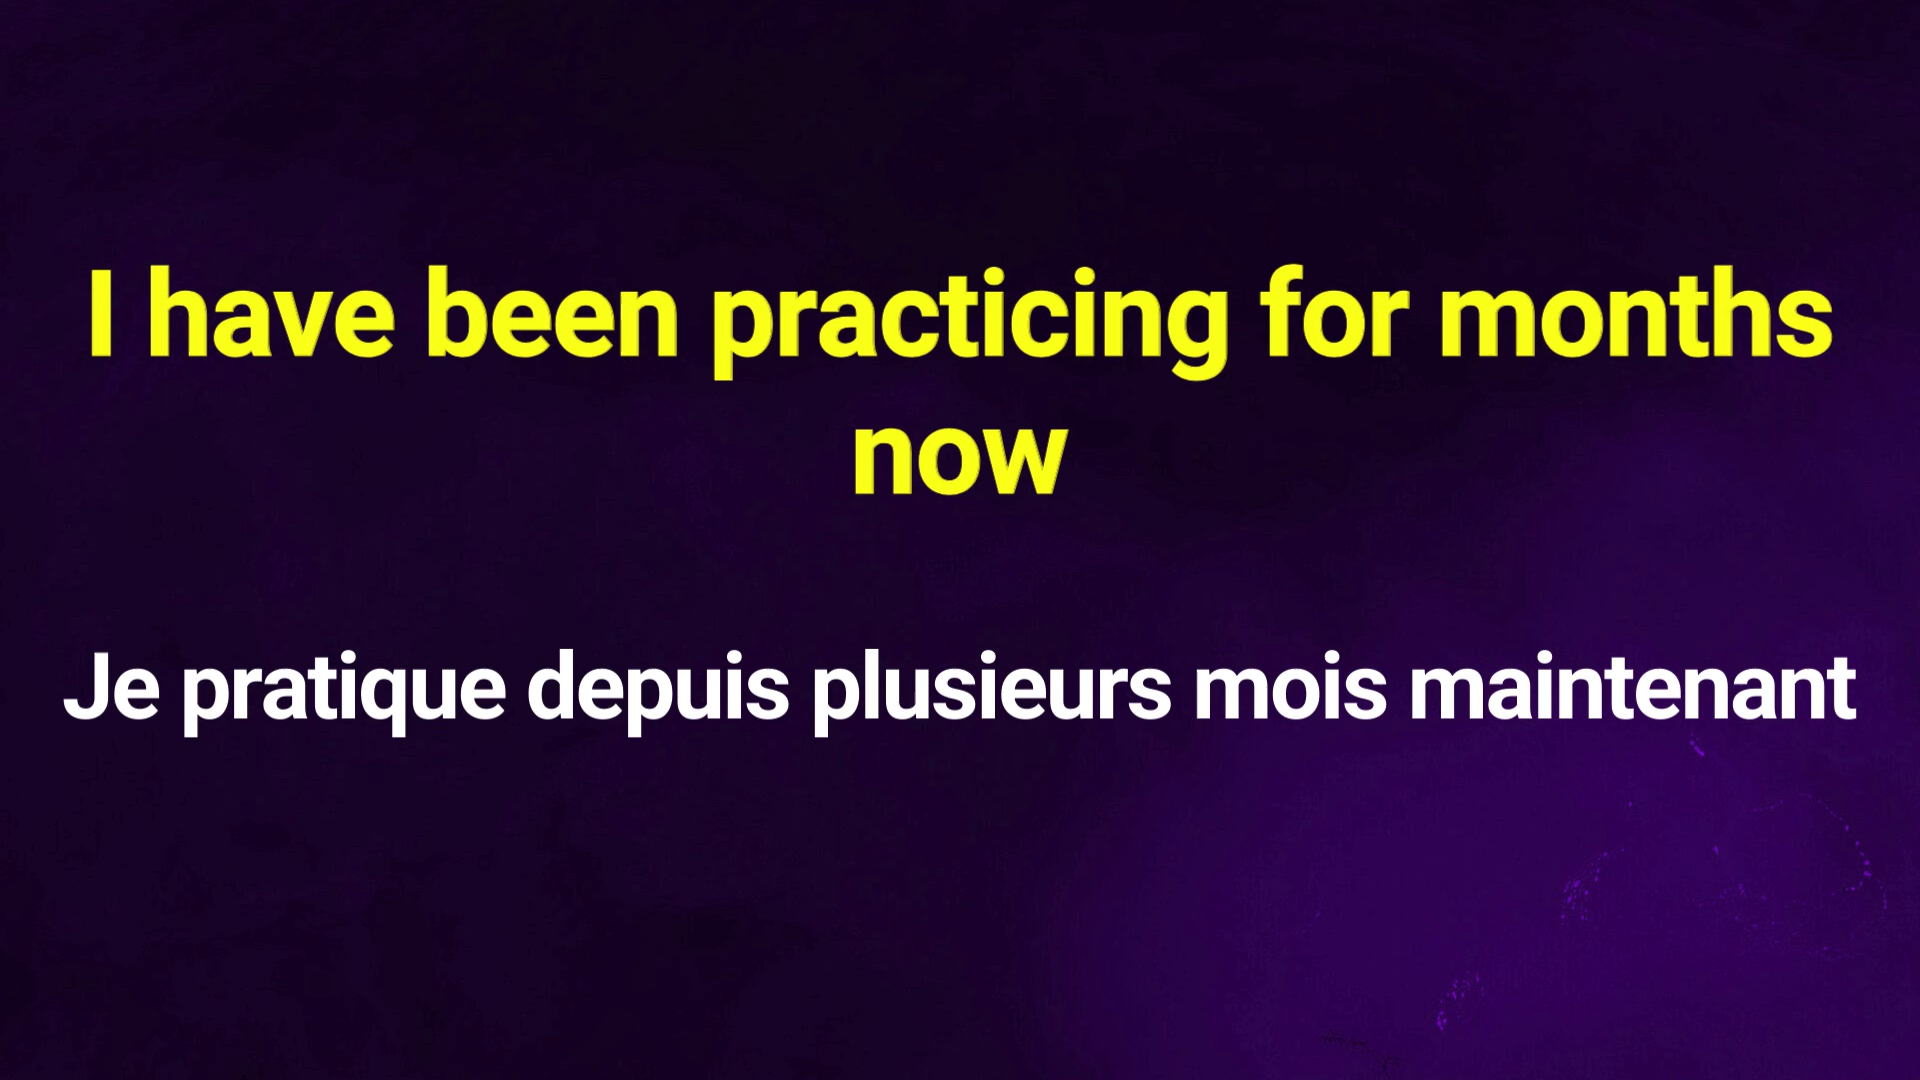 I have been practicing for months
now
Je pratique depuis plusieurs mois maintenant